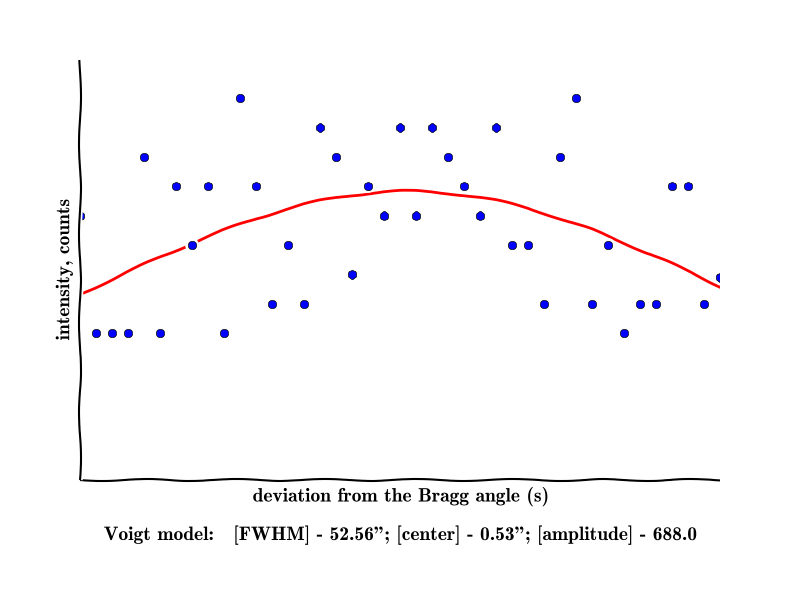 intensity, counts
deviation from the Bragg angle (s)
Voigt model: [FWHM] - 52.56”; [center] - 0.53”; [amplitude] - 688.0